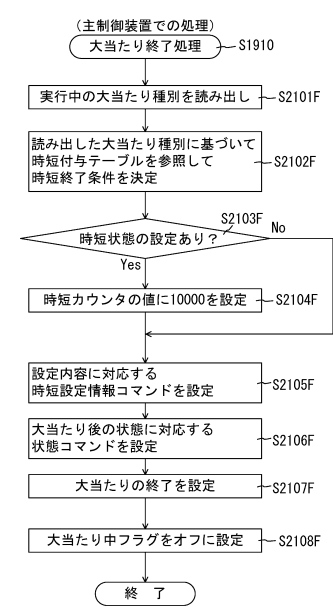 (主制御装置での処理)
大当たり終了処理
S1910
実行中の大当たり種別を読み出し
S2101F
読み出した大当たり種別に基づいて
時短付与テーブルを参照して
時短終了条件を決定
S2102F
S2103F
時短状態の設定あり？
No
Yes
時短カウンタの値に10000を設定
S2104F
設定内容に対応する
時短設定情報コマンドを設定
S2105F
大当たり後の状態に対応する
状態コマンドを設定
S2106F
大当たりの終了を設定
S2107F
大当たり中フラグをオフに設定
S2108F
終 了